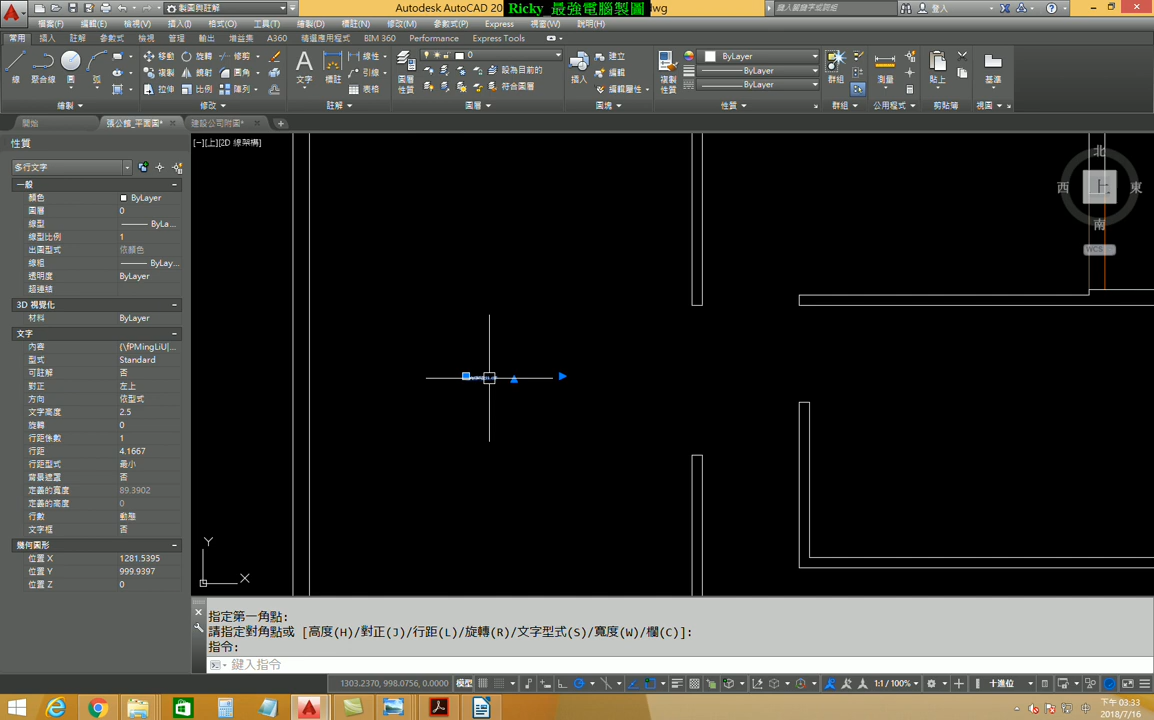 製圖與註解
Autodesk AutoCAD 20
Ricky 最強電腦製圖
wg
鍵入關鍵字或詞組
登入
檔案(F) 編輯(E) 檢視(V) 插入(I) 格式(O) 工具(T) 繪製(D) 標註(N) 修改(M) 參數式(P) Express 視窗(W) 說明(H)
常用 插入 註解 參數式 檢視 管理 輸出 增益集 A360 精選應用程式 BIM 360 Performance Express Tools
線 聚合線 圓 弧
移動 旋轉 修剪
複製 鏡射 圓角
拉伸 比例 陣列
文字 標註
線性
引線
表格
圖層性質
0
設為目前的
符合圖層
插入
建立
編輯
編輯屬性
複製性質
ByLayer
ByLayer
ByLayer
群組
測量
貼上
基準
繪製 修改 註解 圖層 圖塊 性質 群組 公用程式 剪貼簿 視圖
開始 張公館_平面圖* 建設公司附圖*
性質
[−][上][2D 線架構]
多行文字
一般
顏色 ByLayer
圖層 0
線型 ByLa...
線型比例 1
出圖型式 依顏色
線粗 ByLay...
透明度 ByLayer
超連結
3D 視覺化
材料 ByLayer
文字
內容 {\fPMingLiU|...
型式 Standard
可註解 否
對正 左上
方向 依型式
文字高度 2.5
旋轉 0
行距係數 1
行距 4.1667
行距型式 最小
背景遮罩 否
定義的寬度 89.3902
定義的高度 0
行數 動態
文字框 否
幾何圖形
位置 X 1281.5395
位置 Y 999.9397
位置 Z 0
北
西 上 東
南
WCS
Y
X
指定第一角點:
請指定對角點或 [高度(H)/對正(J)/行距(L)/旋轉(R)/文字型式(S)/寬度(W)/欄(C)]:
指令:
鍵入指令
1303.2370, 998.0756, 0.0000 模型
1:1 / 100%
十進位
中
下午 03:33
2018/7/16